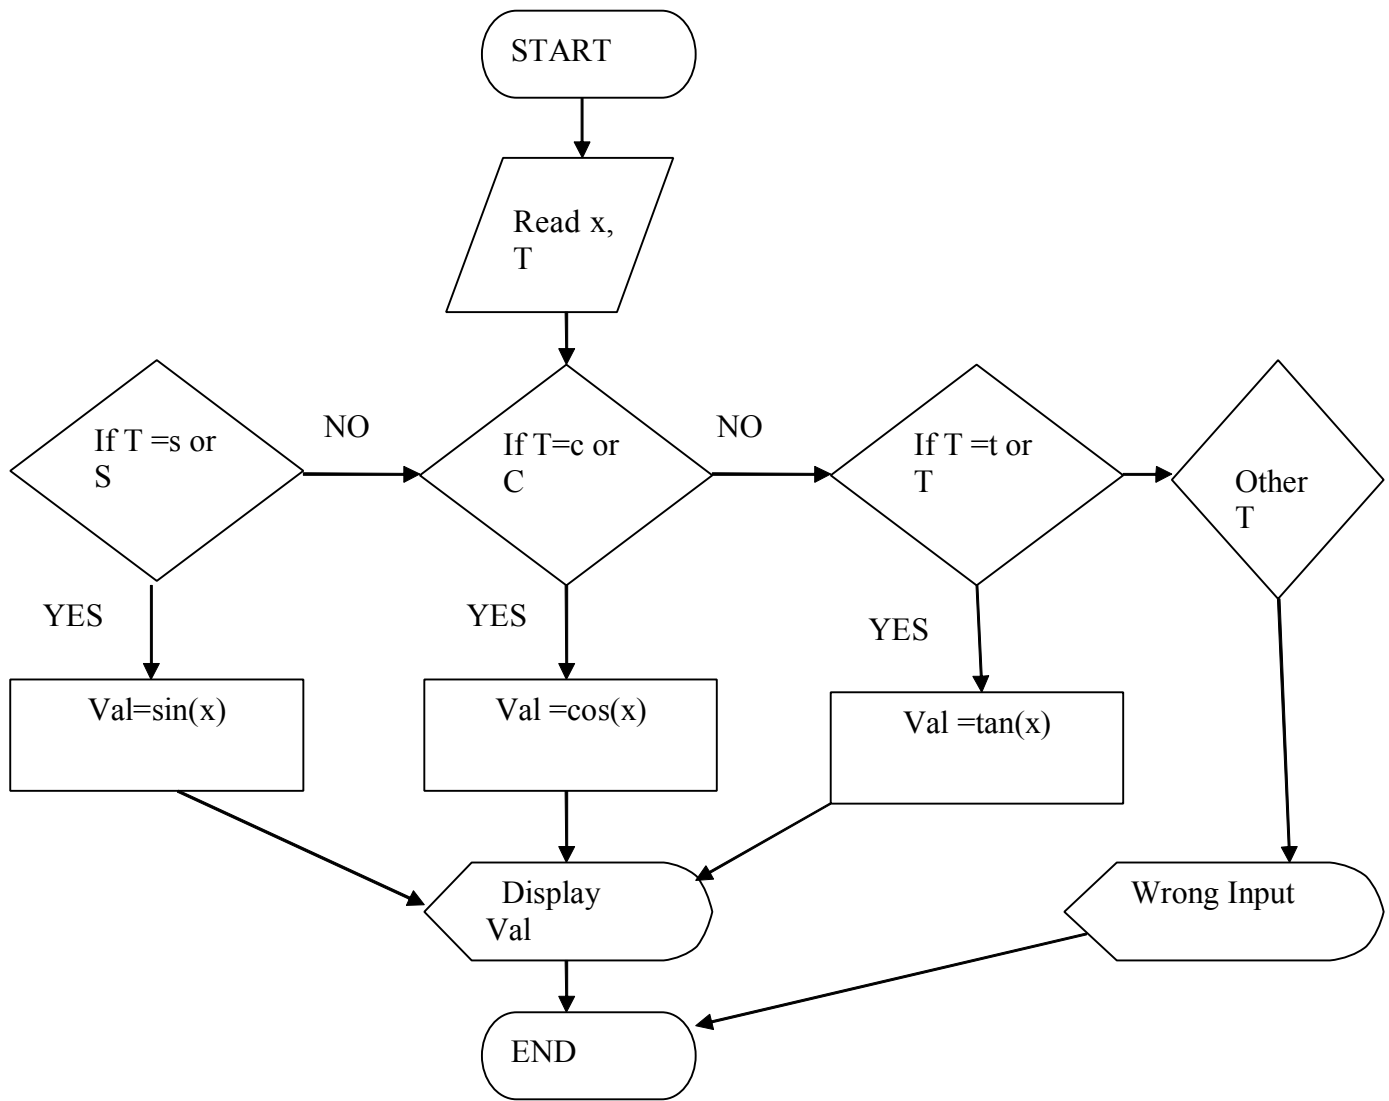 START
Read x,
T
If T =s or
S
NO
If T=c or
C
NO
If T =t or
T
Other
T
YES
YES
YES
Val=sin(x)
Val =cos(x)
Val =tan(x)
Display
Val
Wrong Input
END